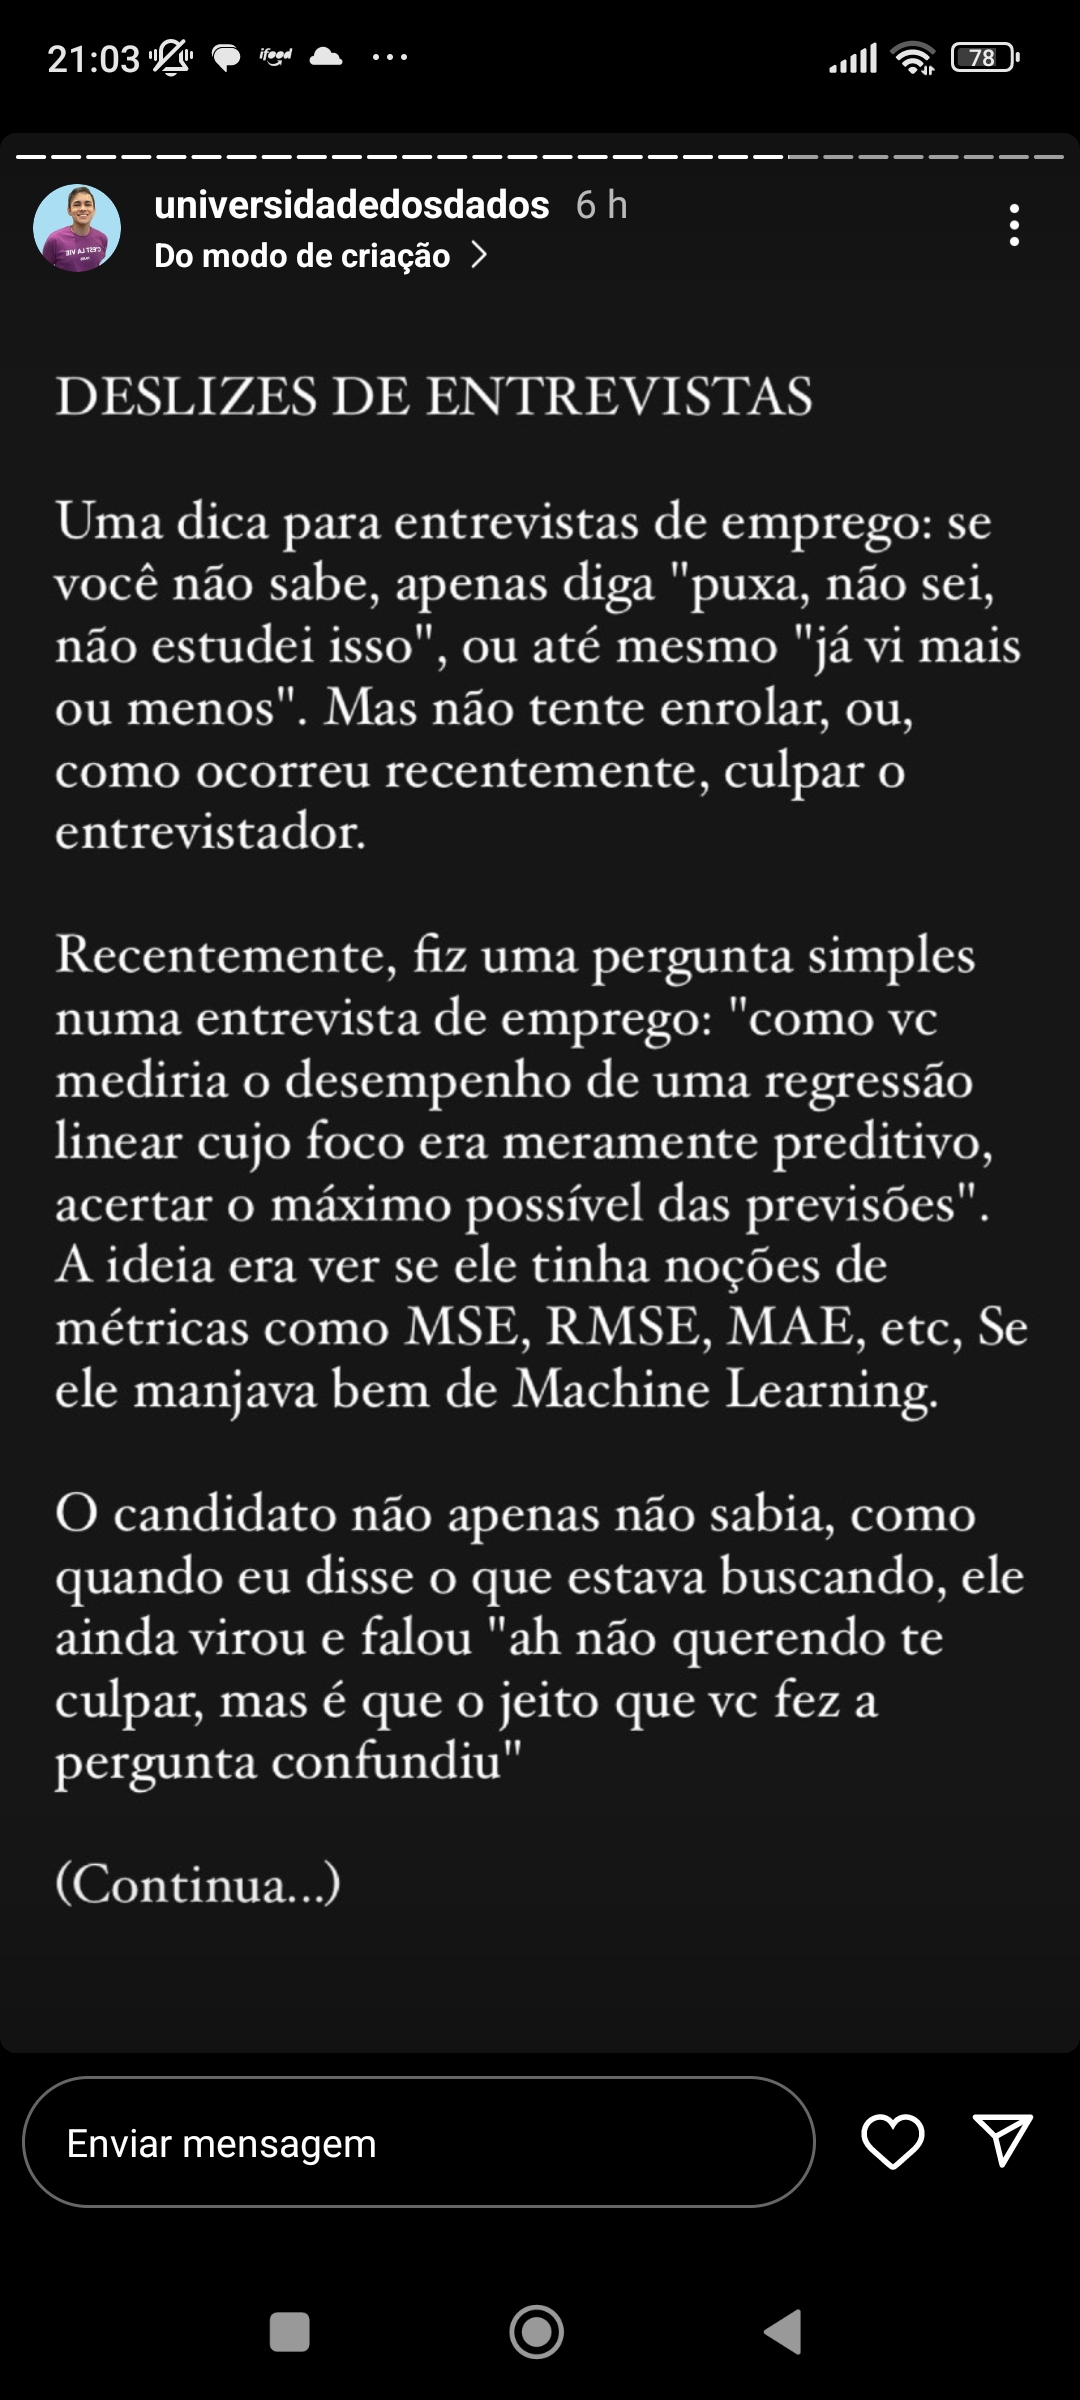 21:03
ifood
78
universidadedosdados 6 h
Do modo de criação
DESLIZES DE ENTREVISTAS
Uma dica para entrevistas de emprego: se
você não sabe, apenas diga "puxa, não sei,
não estudei isso", ou até mesmo "já vi mais
ou menos". Mas não tente enrolar, ou,
como ocorreu recentemente, culpar o
entrevistador.
Recentemente, fiz uma pergunta simples
numa entrevista de emprego: "como vc
mediria o desempenho de uma regressão
linear cujo foco era meramente preditivo,
acertar o máximo possível das previsões".
A ideia era ver se ele tinha noções de
métricas como MSE, RMSE, MAE, etc, Se
ele manjava bem de Machine Learning.
O candidato não apenas não sabia, como
quando eu disse o que estava buscando, ele
ainda virou e falou "ah não querendo te
culpar, mas é que o jeito que vc fez a
pergunta confundiu"
(Continua...)
Enviar mensagem